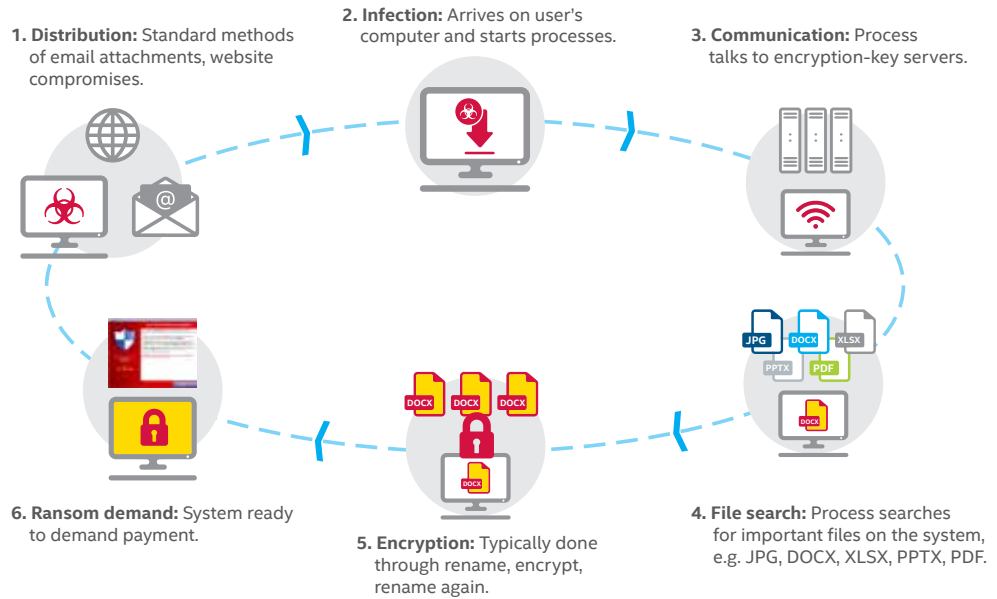 1. Distribution: Standard methods
of email attachments, website
compromises.
2. Infection: Arrives on user's
computer and starts processes.
3. Communication: Process
talks to encryption-key servers.
@
JPG
DOCX
XLSX
PPTX
PDF
DOCX
4. File search: Process searches
for important files on the system,
e.g. JPG, DOCX, XLSX, PPTX, PDF.
DOCX
DOCX
DOCX
DOCX
5. Encryption: Typically done
through rename, encrypt,
rename again.
6. Ransom demand: System ready
to demand payment.